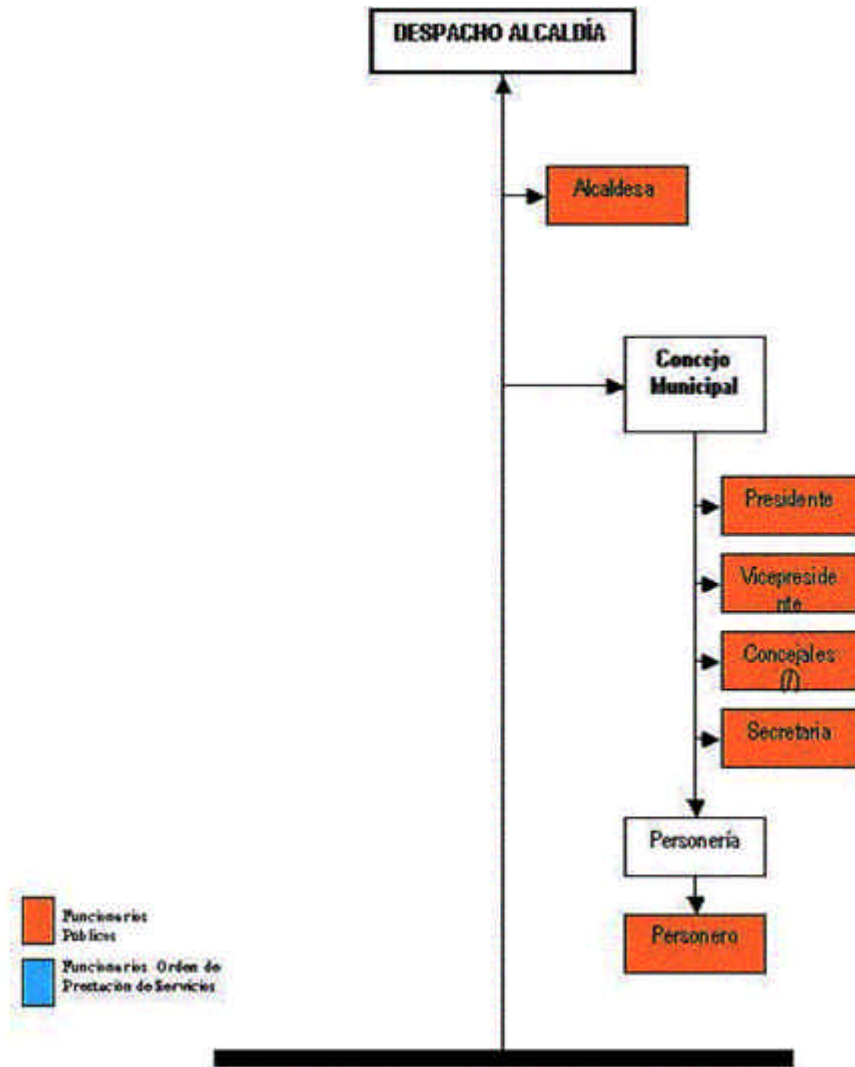 DESPACHO ALCALDÍA
Alcaldesa
Concejo
Municipal
Presidente
Vicepreside
nte
Concejales
(7)
Secretaria
Personería
Personero
Funcionarios
Públicos
Funcionarios Orden de
Prestación de Servicios